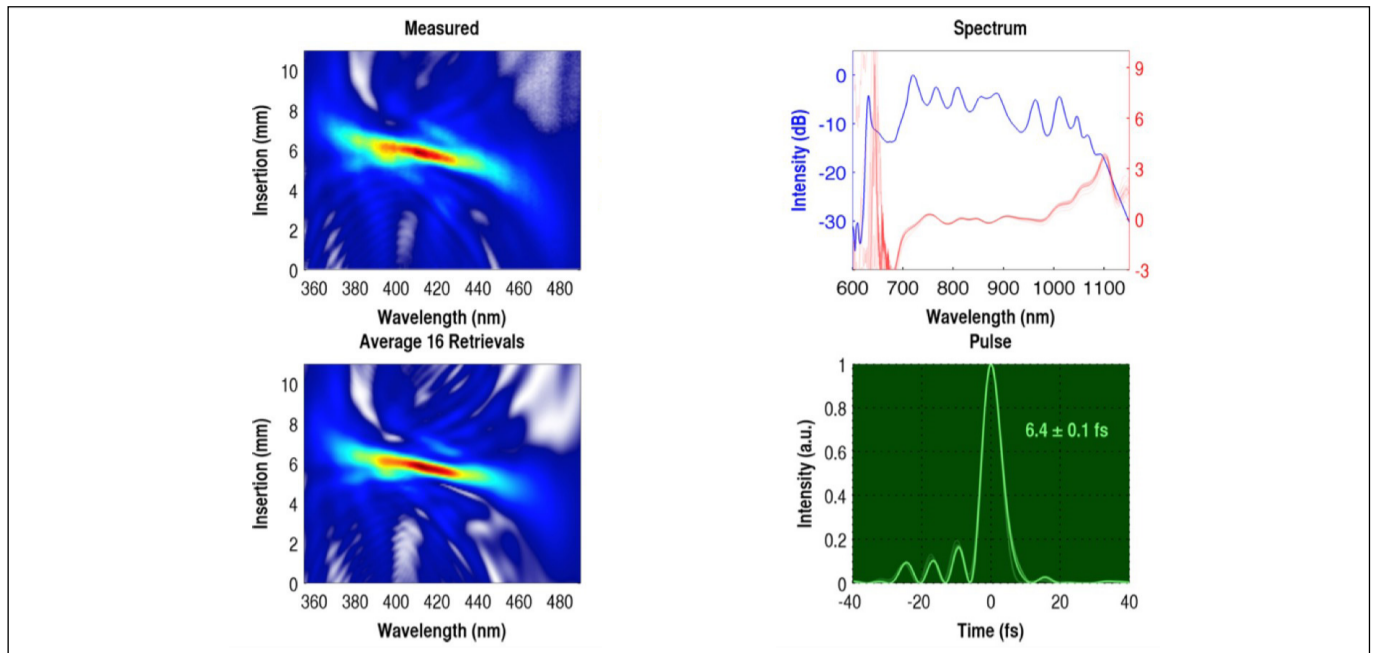 Measured
Insertion (mm)
10
8
6
4
2
0
360 380 400 420 440 460 480
Wavelength (nm)
Spectrum
Intensity (dB)
0
-10
-20
-30
9
6
3
0
-3
600 700 800 900 1000 1100
Wavelength (nm)
Average 16 Retrievals
Insertion (mm)
10
8
6
4
2
0
360 380 400 420 440 460 480
Wavelength (nm)
Pulse
Intensity (a.u.)
1
0.8
0.6
0.4
0.2
0
6.4 ± 0.1 fs
-40 -20 0 20 40
Time (fs)